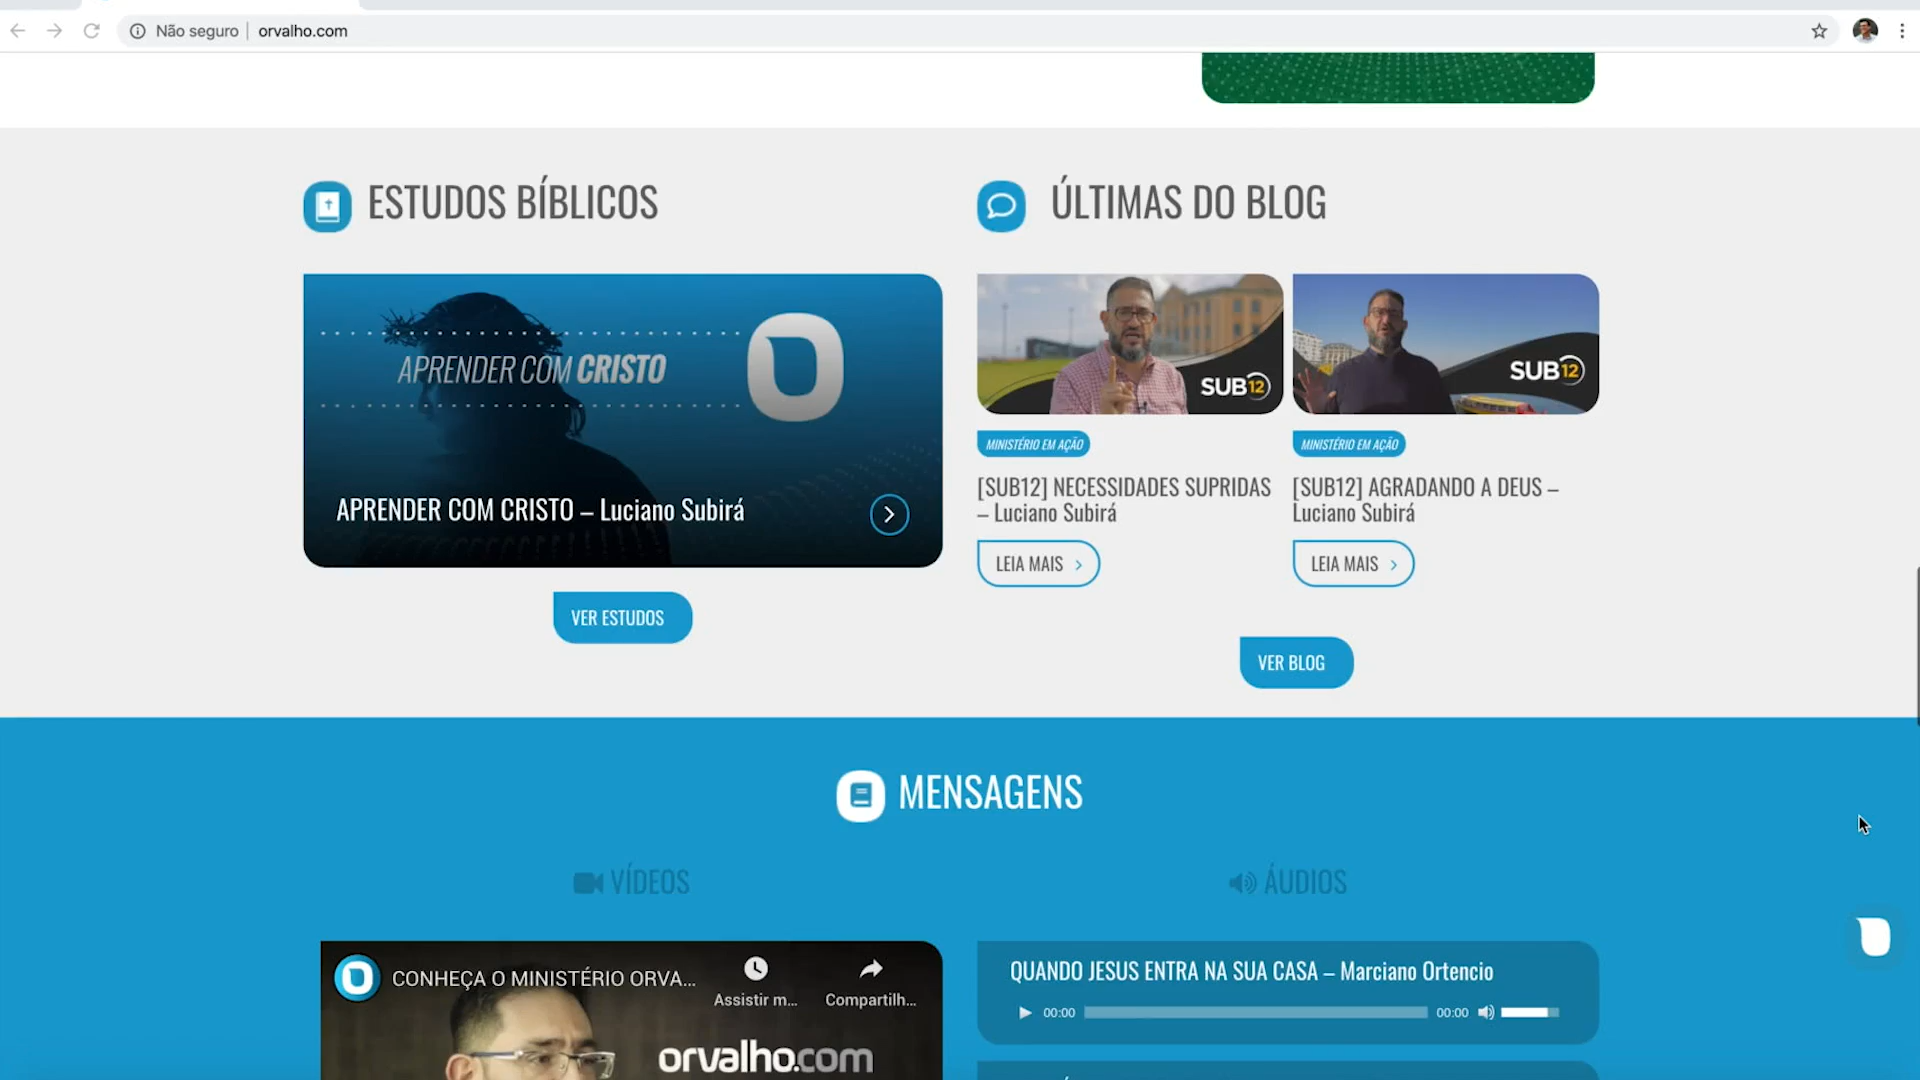 Não seguro
orvalho.com
ESTUDOS BÍBLICOS
APRENDER COM CRISTO
APRENDER COM CRISTO – Luciano Subirá
VER ESTUDOS
ÚLTIMAS DO BLOG
SUB12
MINISTÉRIO EM AÇÃO
[SUB12] NECESSIDADES SUPRIDAS
– Luciano Subirá
LEIA MAIS
SUB12
MINISTÉRIO EM AÇÃO
[SUB12] AGRADANDO A DEUS –
Luciano Subirá
LEIA MAIS
VER BLOG
MENSAGENS
VÍDEOS
CONHEÇA O MINISTÉRIO ORVA...
Assistir m...
Compartilh...
orvalho.com
ÁUDIOS
QUANDO JESUS ENTRA NA SUA CASA – Marciano Ortencio
00:00
00:00